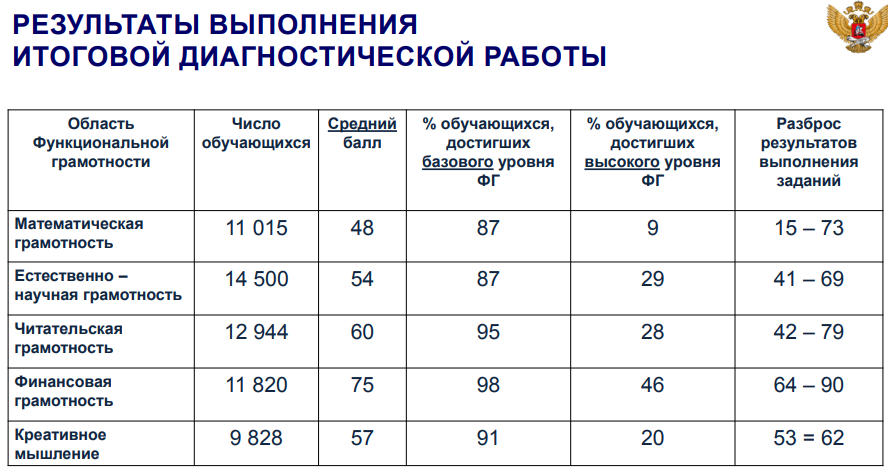 РЕЗУЛЬТАТЫ ВЫПОЛНЕНИЯ
ИТОГОВОЙ ДИАГНОСТИЧЕСКОЙ РАБОТЫ
Область Функциональной грамотности | Число обучающихся | Средний балл | % обучающихся, достигших базового уровня ФГ | % обучающихся, достигших высокого уровня ФГ | Разброс результатов выполнения заданий
Математическая грамотность | 11 015 | 48 | 87 | 9 | 15 – 73
Естественно – научная грамотность | 14 500 | 54 | 87 | 29 | 41 – 69
Читательская грамотность | 12 944 | 60 | 95 | 28 | 42 – 79
Финансовая грамотность | 11 820 | 75 | 98 | 46 | 64 – 90
Креативное мышление | 9 828 | 57 | 91 | 20 | 53 = 62